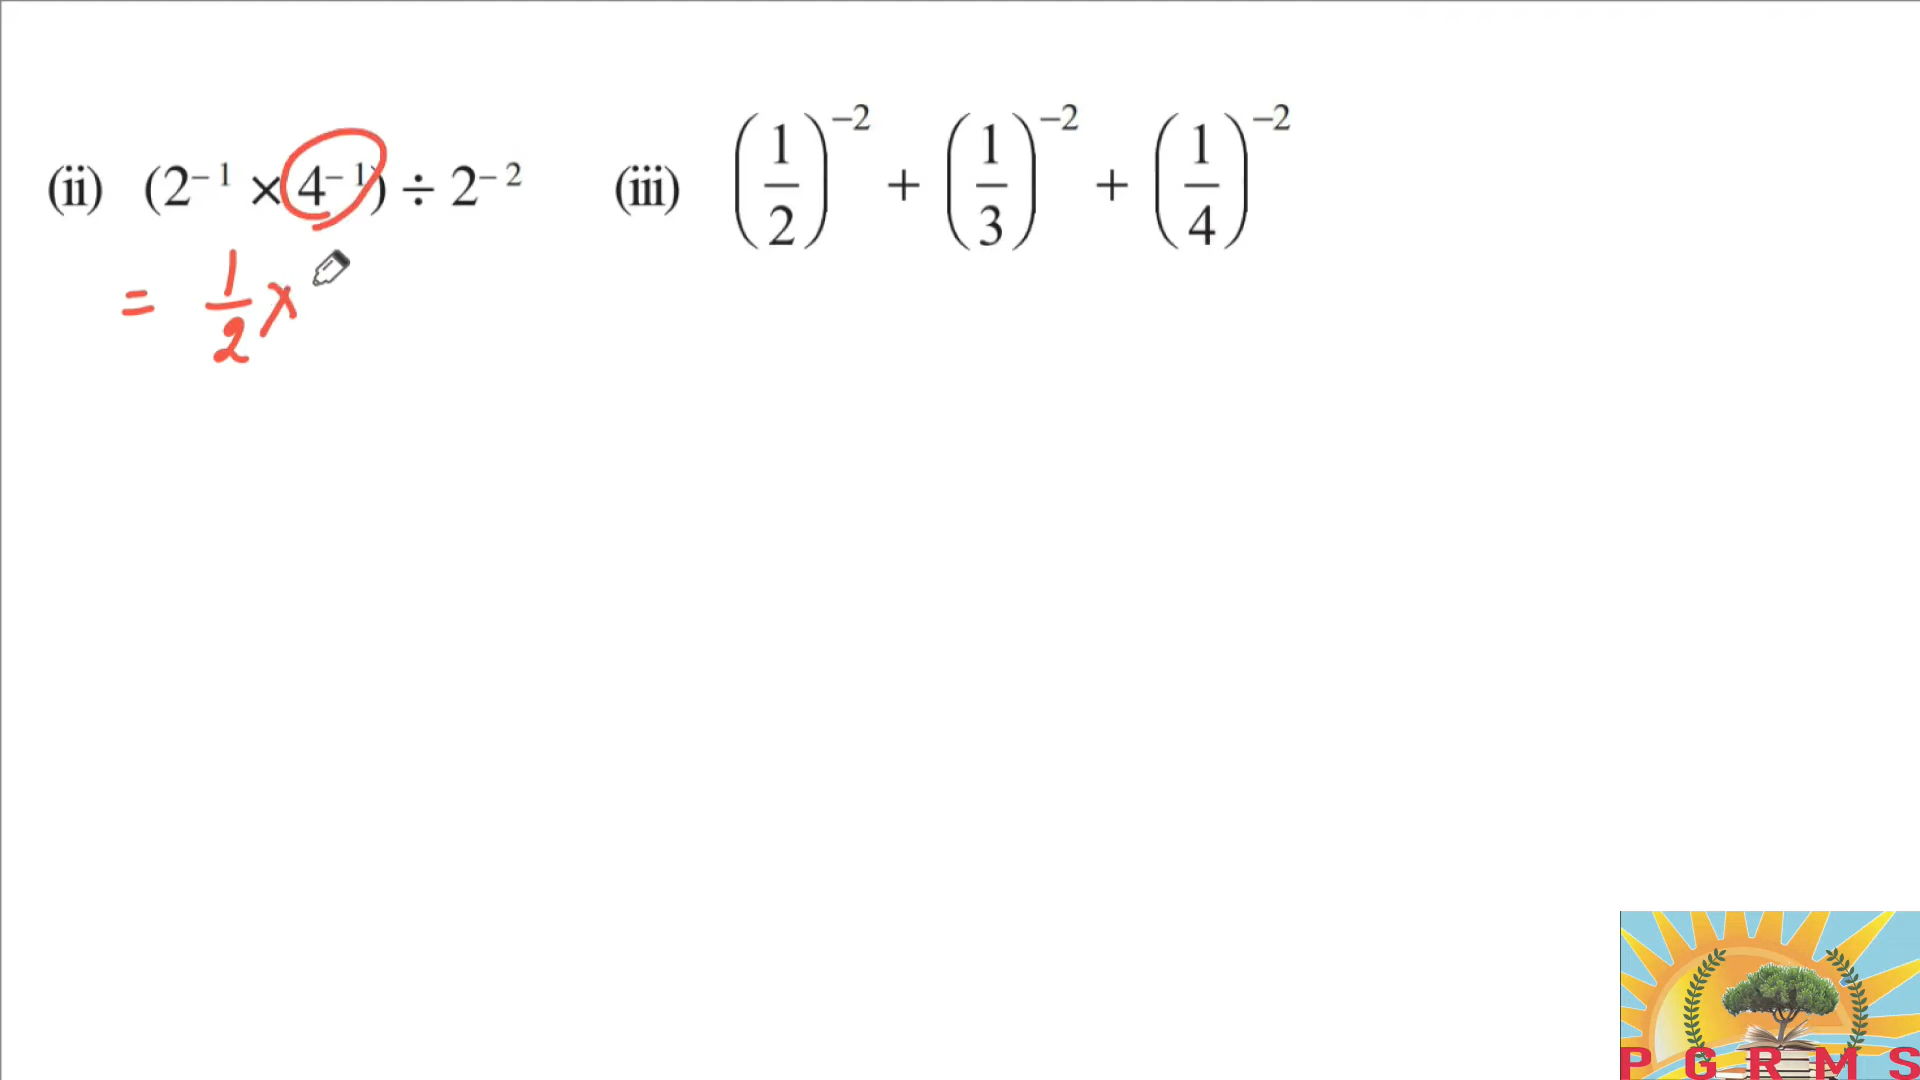 (ii) (2⁻¹ × 4⁻¹) ÷ 2⁻² (iii) (1/2)⁻² + (1/3)⁻² + (1/4)⁻²
= 1/2 ×
P G R M S